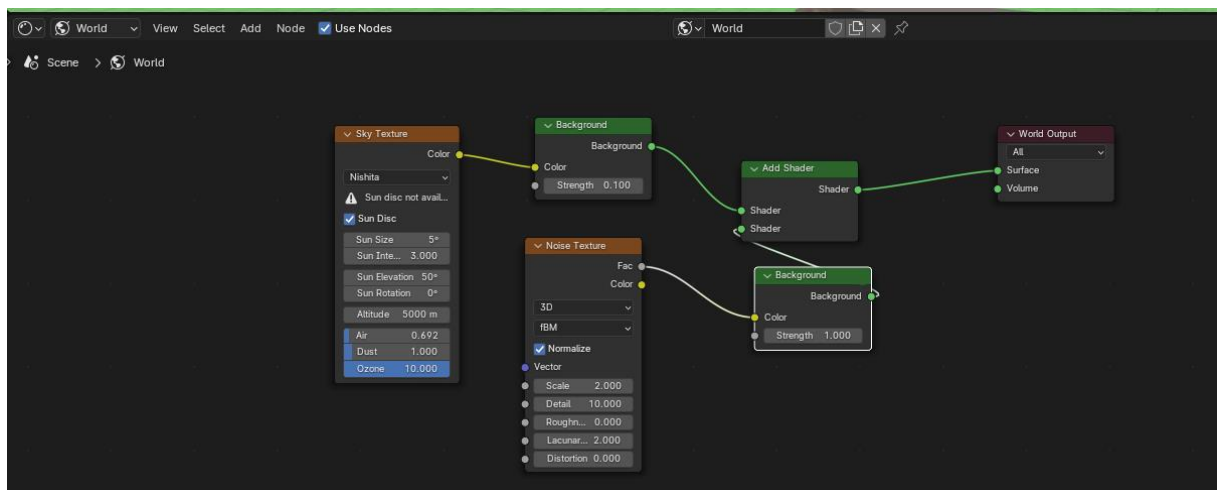 World View Select Add Node Use Nodes World
Scene > World
Sky Texture
Color
Nishita
Sun disc not avail...
Sun Disc
Sun Size 5°
Sun Inte... 3.000
Sun Elevation 50°
Sun Rotation 0°
Altitude 5000 m
Air 0.692
Dust 1.000
Ozone 10.000
Background
Background
Color
Strength 0.100
Noise Texture
Fac
Color
3D
fBM
Normalize
Vector
Scale 2.000
Detail 10.000
Roughn... 0.000
Lacunar... 2.000
Distortion 0.000
Add Shader
Shader
Shader
Shader
Background
Background
Color
Strength 1.000
World Output
All
Surface
Volume